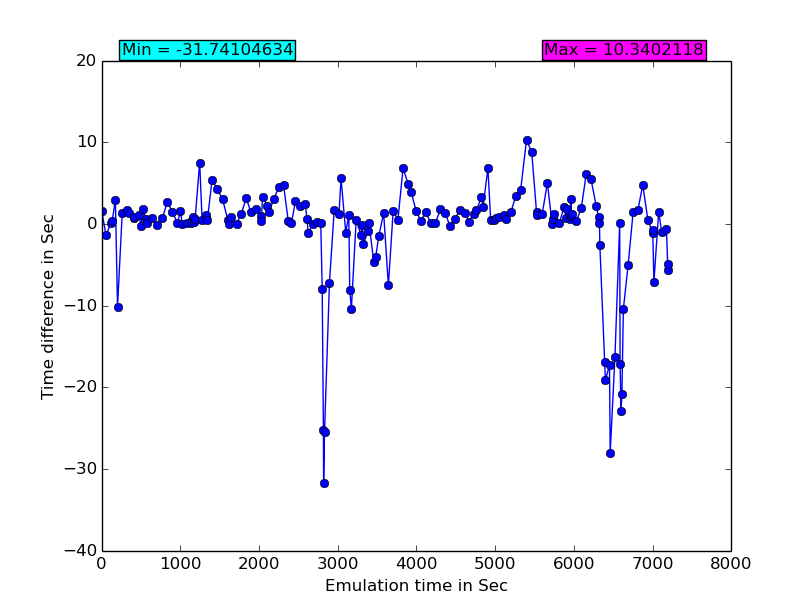 Min = -31.74104634
Max = 10.3402118
20
10
0
−10
−20
−30
−40
Time difference in Sec
0 1000 2000 3000 4000 5000 6000 7000 8000
Emulation time in Sec